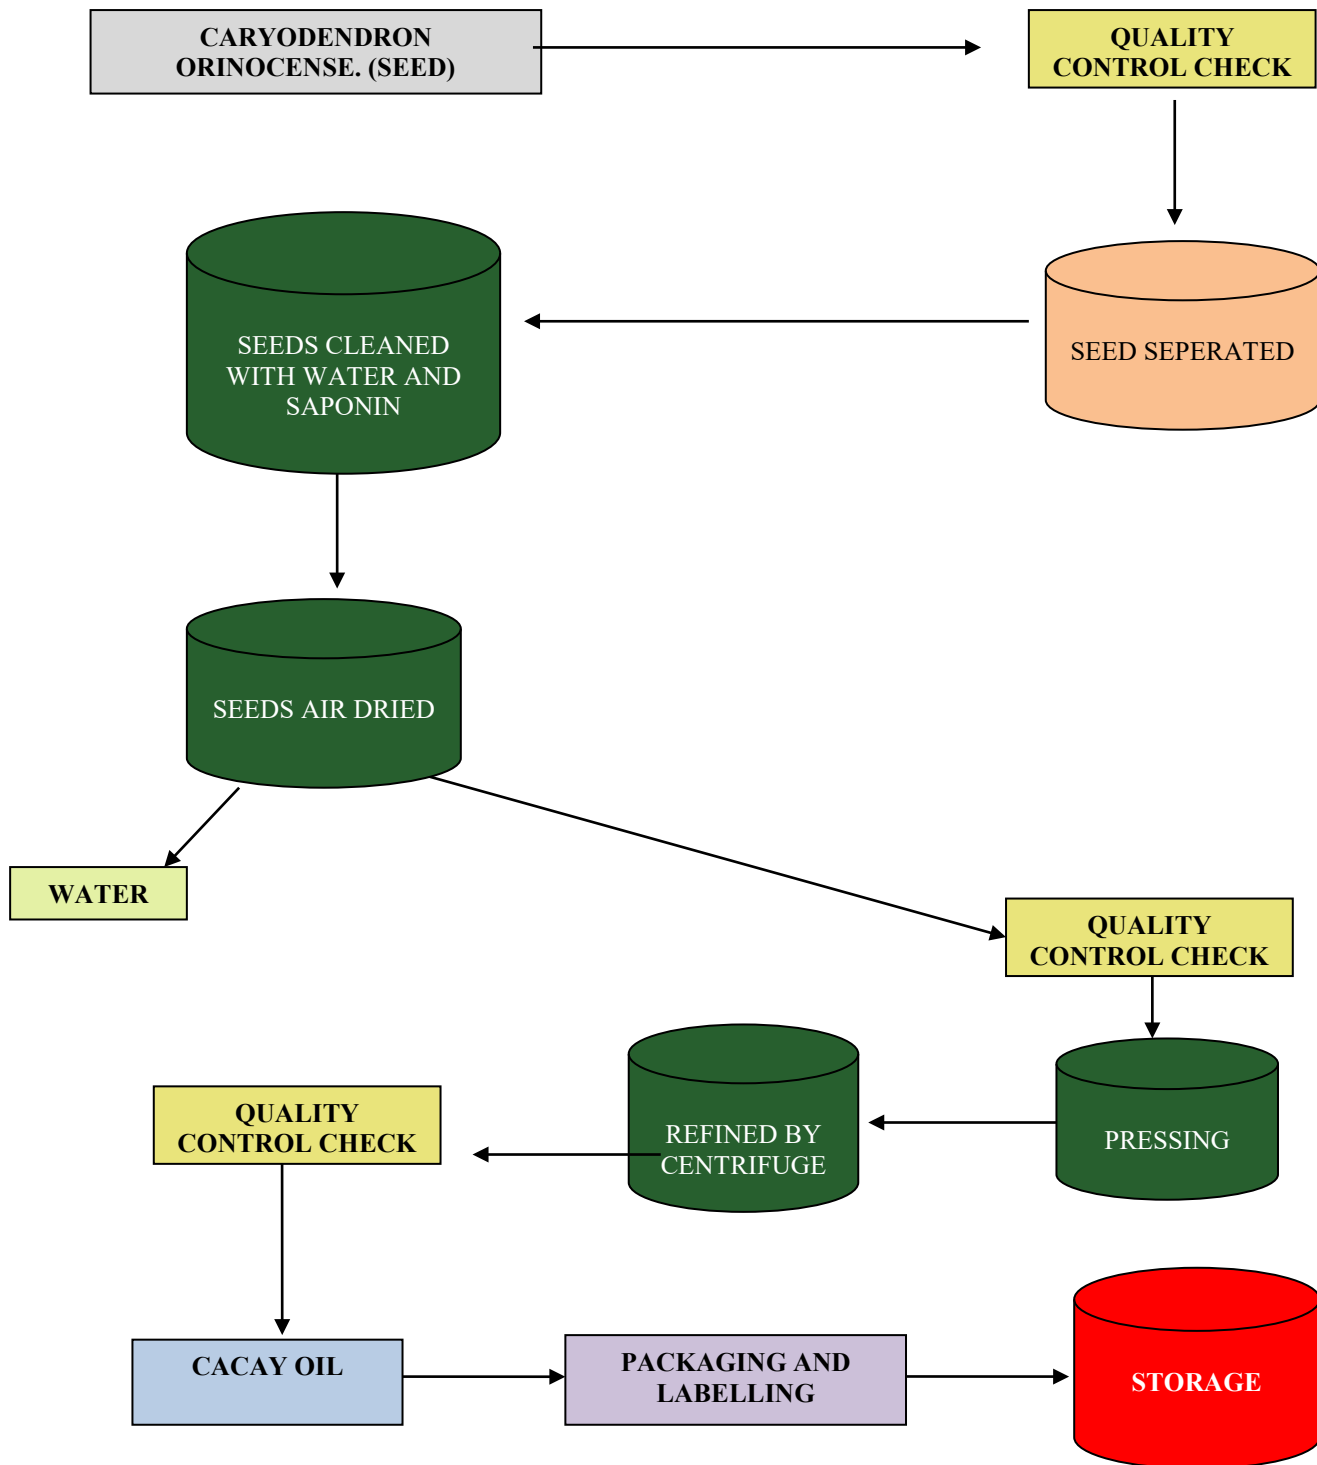 CARYODENDRON
ORINOCENSE. (SEED)
QUALITY
CONTROL CHECK
SEED SEPERATED
SEEDS CLEANED
WITH WATER AND
SAPONIN
SEEDS AIR DRIED
WATER
QUALITY
CONTROL CHECK
PRESSING
REFINED BY
CENTRIFUGE
QUALITY
CONTROL CHECK
CACAY OIL
PACKAGING AND
LABELLING
STORAGE